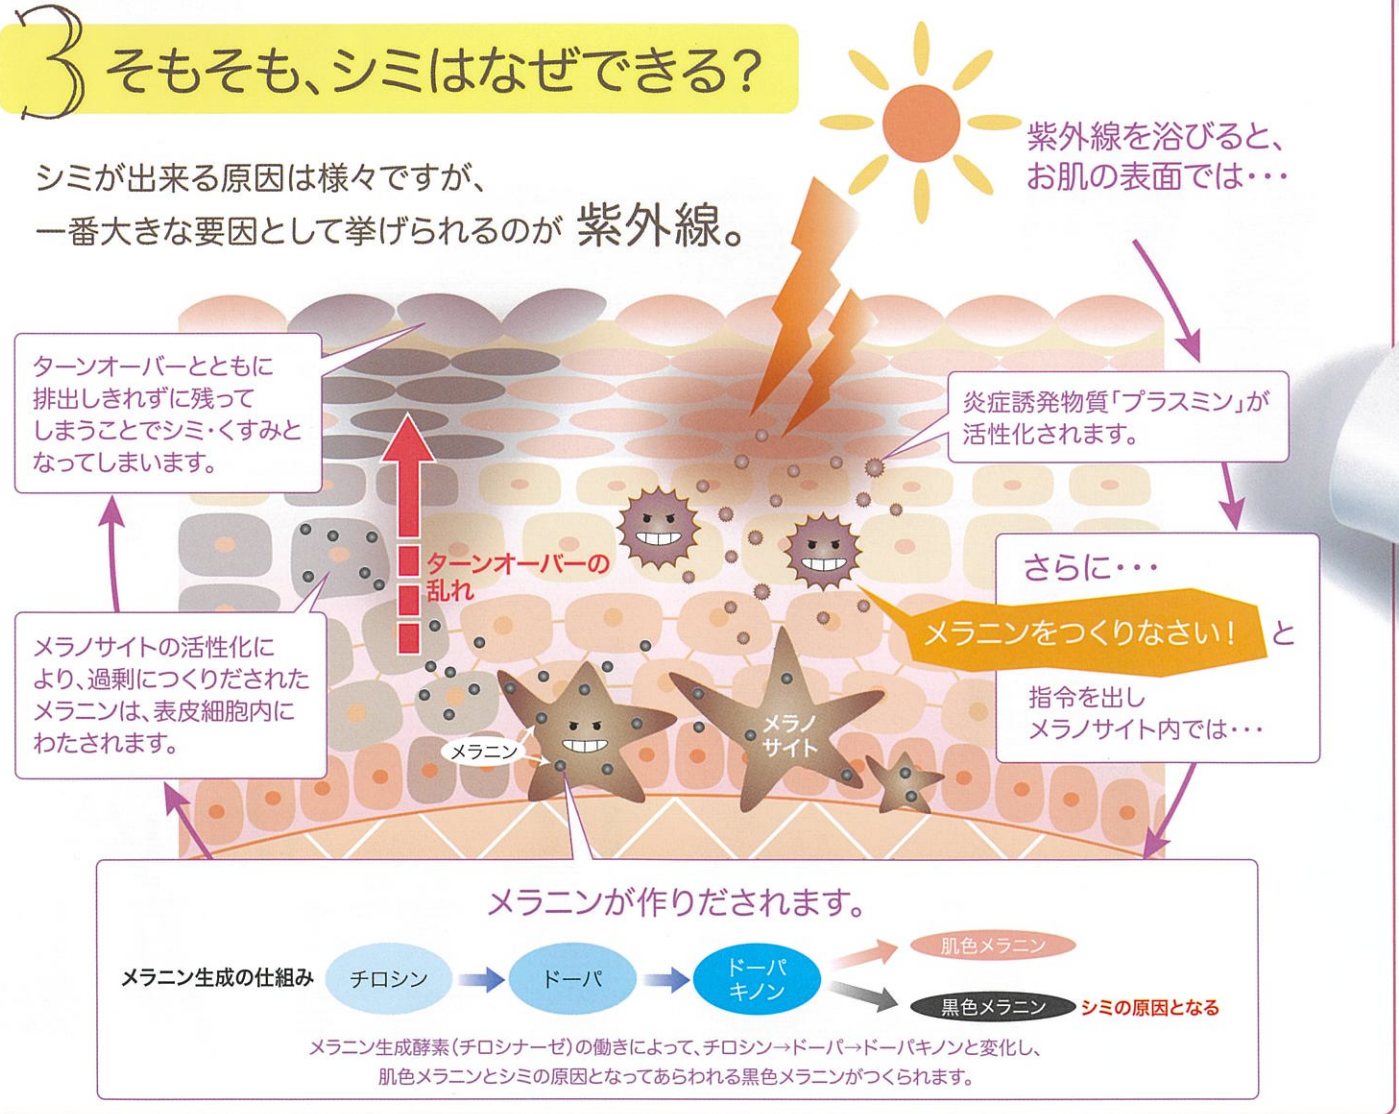 3 そもそも、シミはなぜできる?
シミが出来る原因は様々ですが、
一番大きな要因として挙げられるのが 紫外線。
紫外線を浴びると、
お肌の表面では・・・
炎症誘発物質「プラスミン」が
活性化されます。
さらに・・・
メラニンをつくりなさい! と
指令を出し
メラノサイト内では・・・
ターンオーバーとともに
排出しきれずに残って
しまうことでシミ・くすみと
なってしまいます。
ターンオーバーの
乱れ
メラノサイトの活性化に
より、過剰につくりだされた
メラニンは、表皮細胞内に
わたされます。
メラニン
メラノ
サイト
メラニンが作りだされます。
メラニン生成の仕組み
チロシン
ドーパ
ドーパ
キノン
肌色メラニン
黒色メラニン シミの原因となる
メラニン生成酵素(チロシナーゼ)の働きによって、チロシン→ドーパ→ドーパキノンと変化し、
肌色メラニンとシミの原因となってあらわれる黒色メラニンがつくられます。